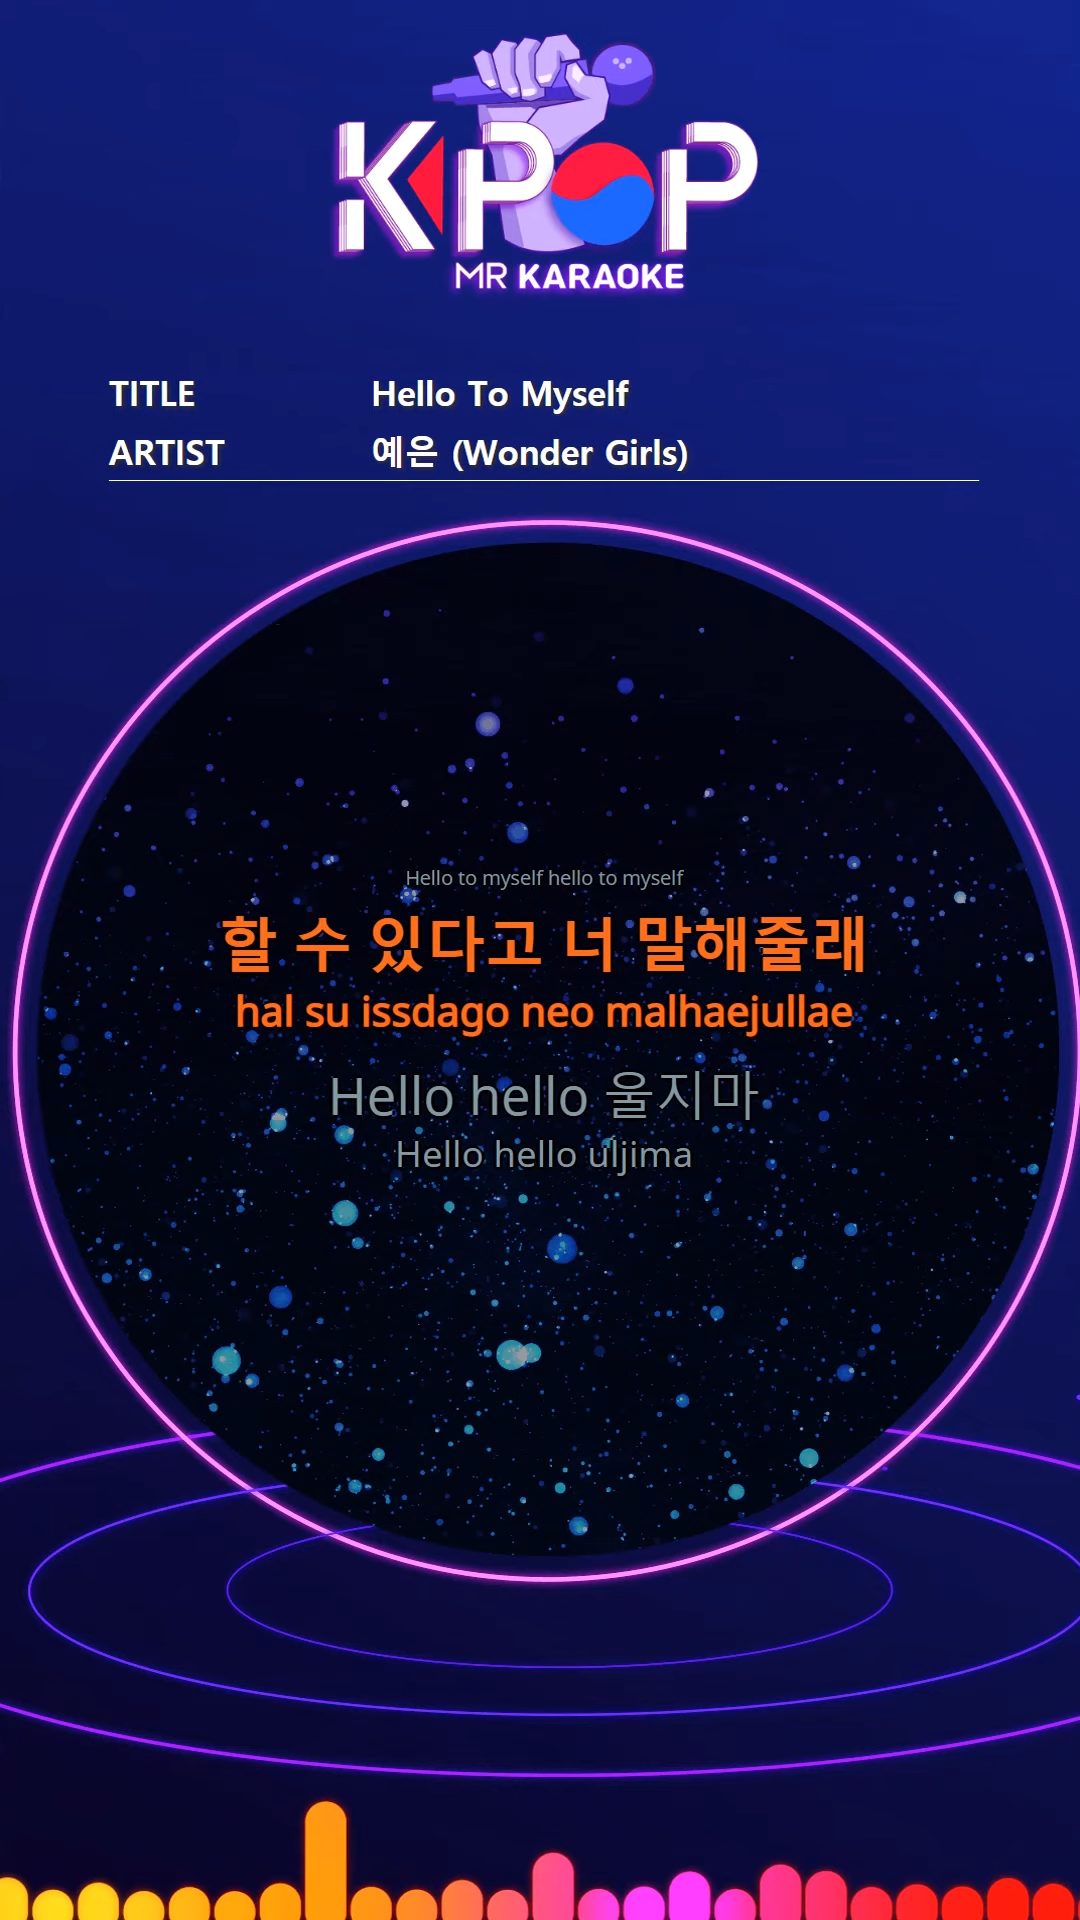 KPOP
MR KARAOKE
TITLE Hello To Myself
ARTIST 예은 (Wonder Girls)
Hello to myself hello to myself
할 수 있다고 너 말해줄래
hal su issdago neo malhaejullae
Hello hello 울지마
Hello hello uljima